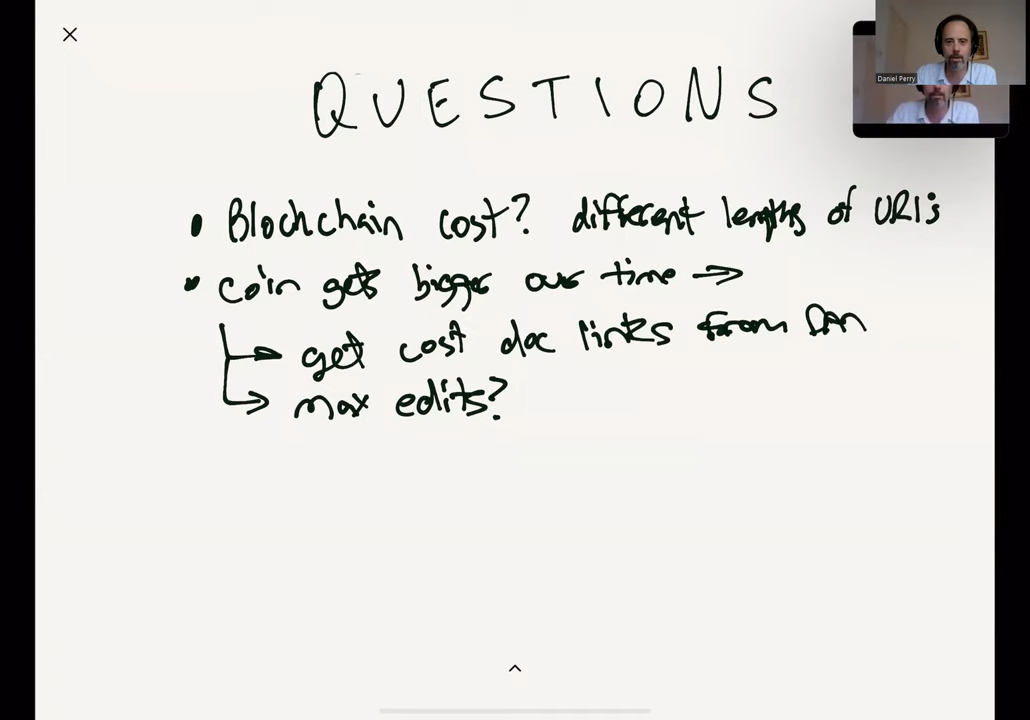 QUESTIONS
Daniel Perry
• Blockchain cost? different lengths of URIs
• Coin gets bigger over time →
→ get cost doc links from Dan
→ max edits?